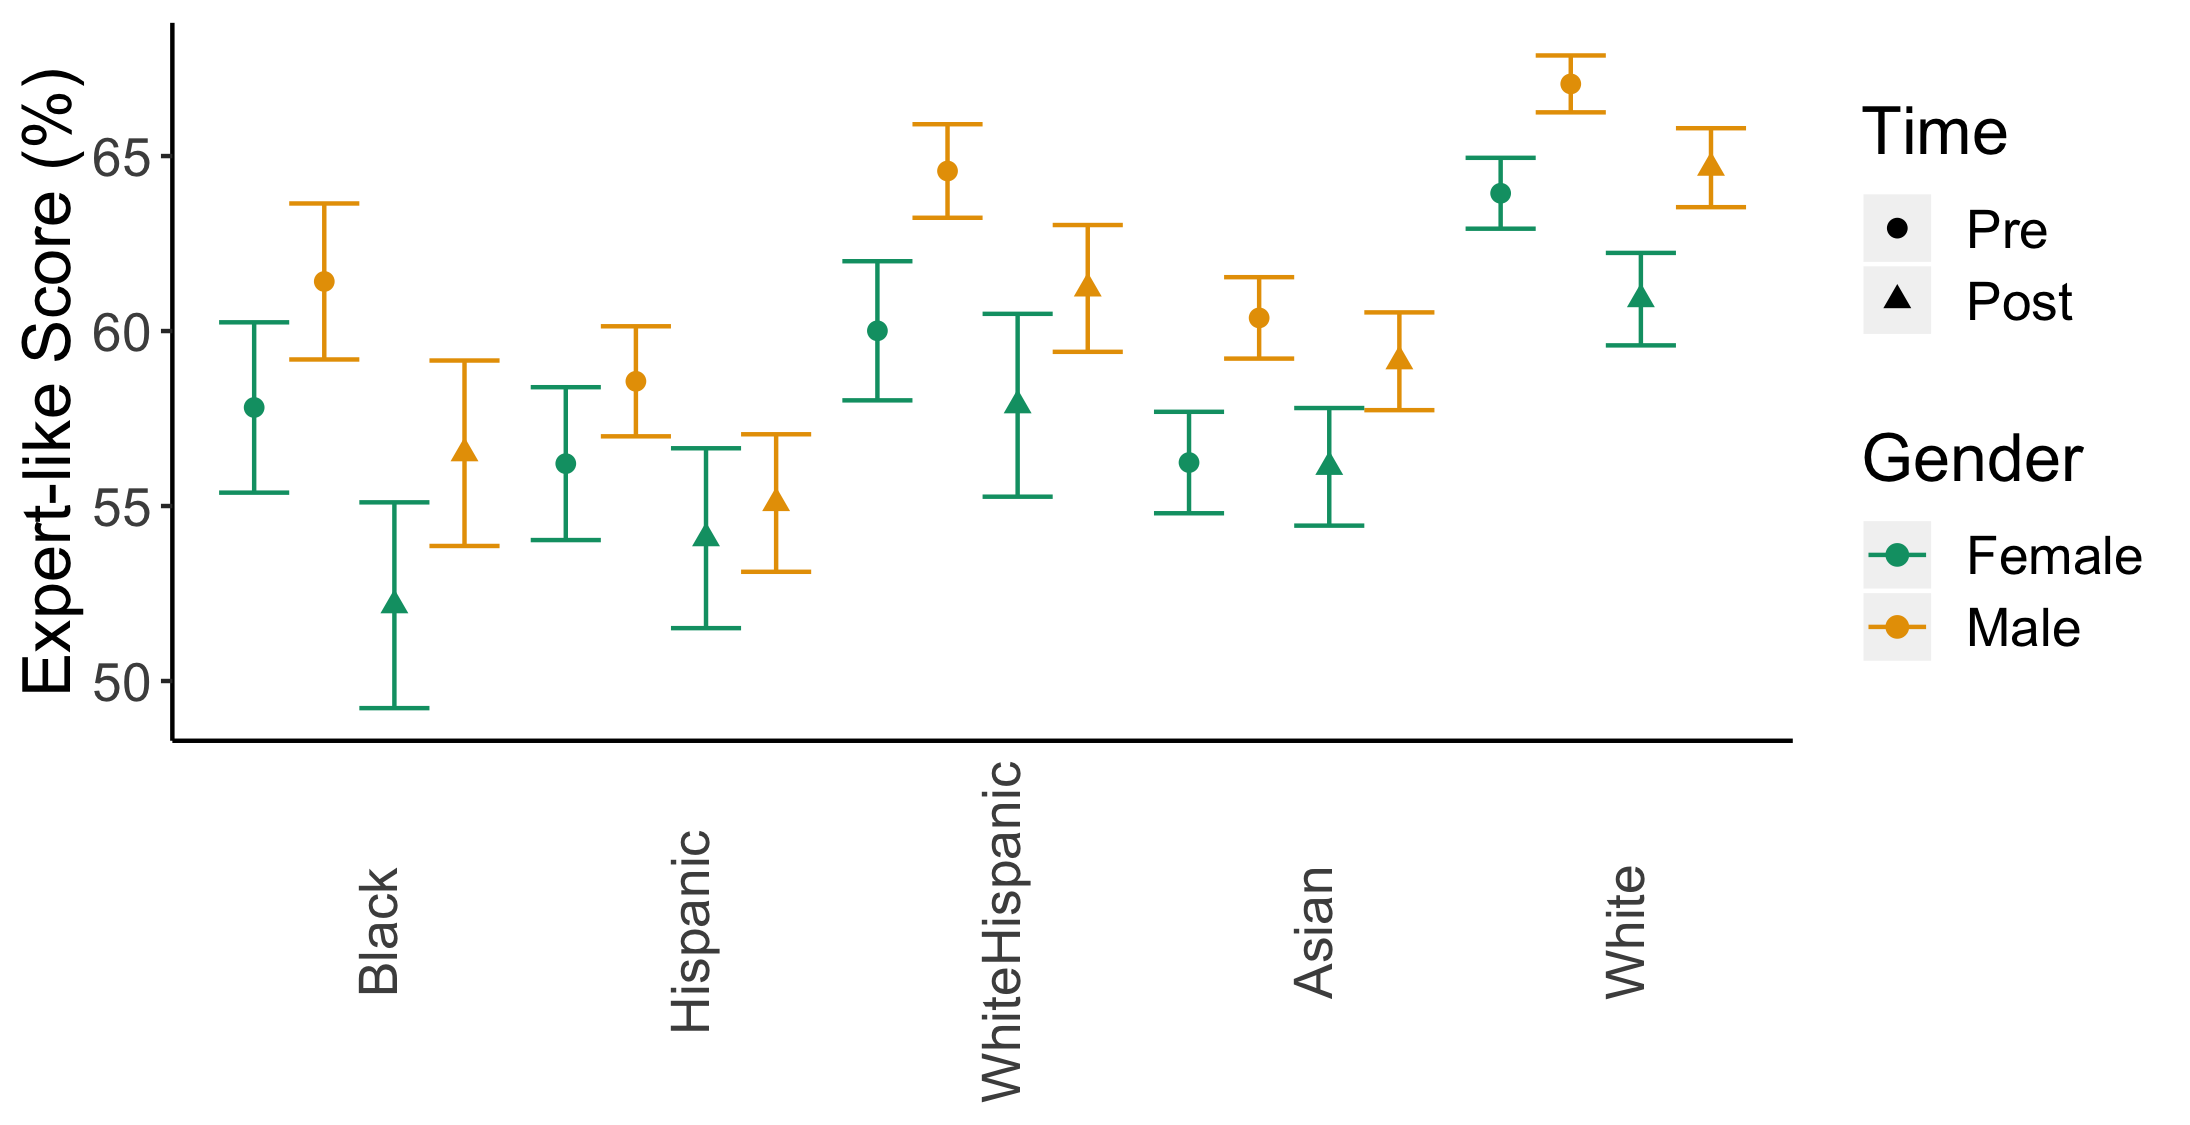 Expert-like Score (%)
65
60
55
50
Black
Hispanic
WhiteHispanic
Asian
White
Time
Pre
Post
Gender
Female
Male